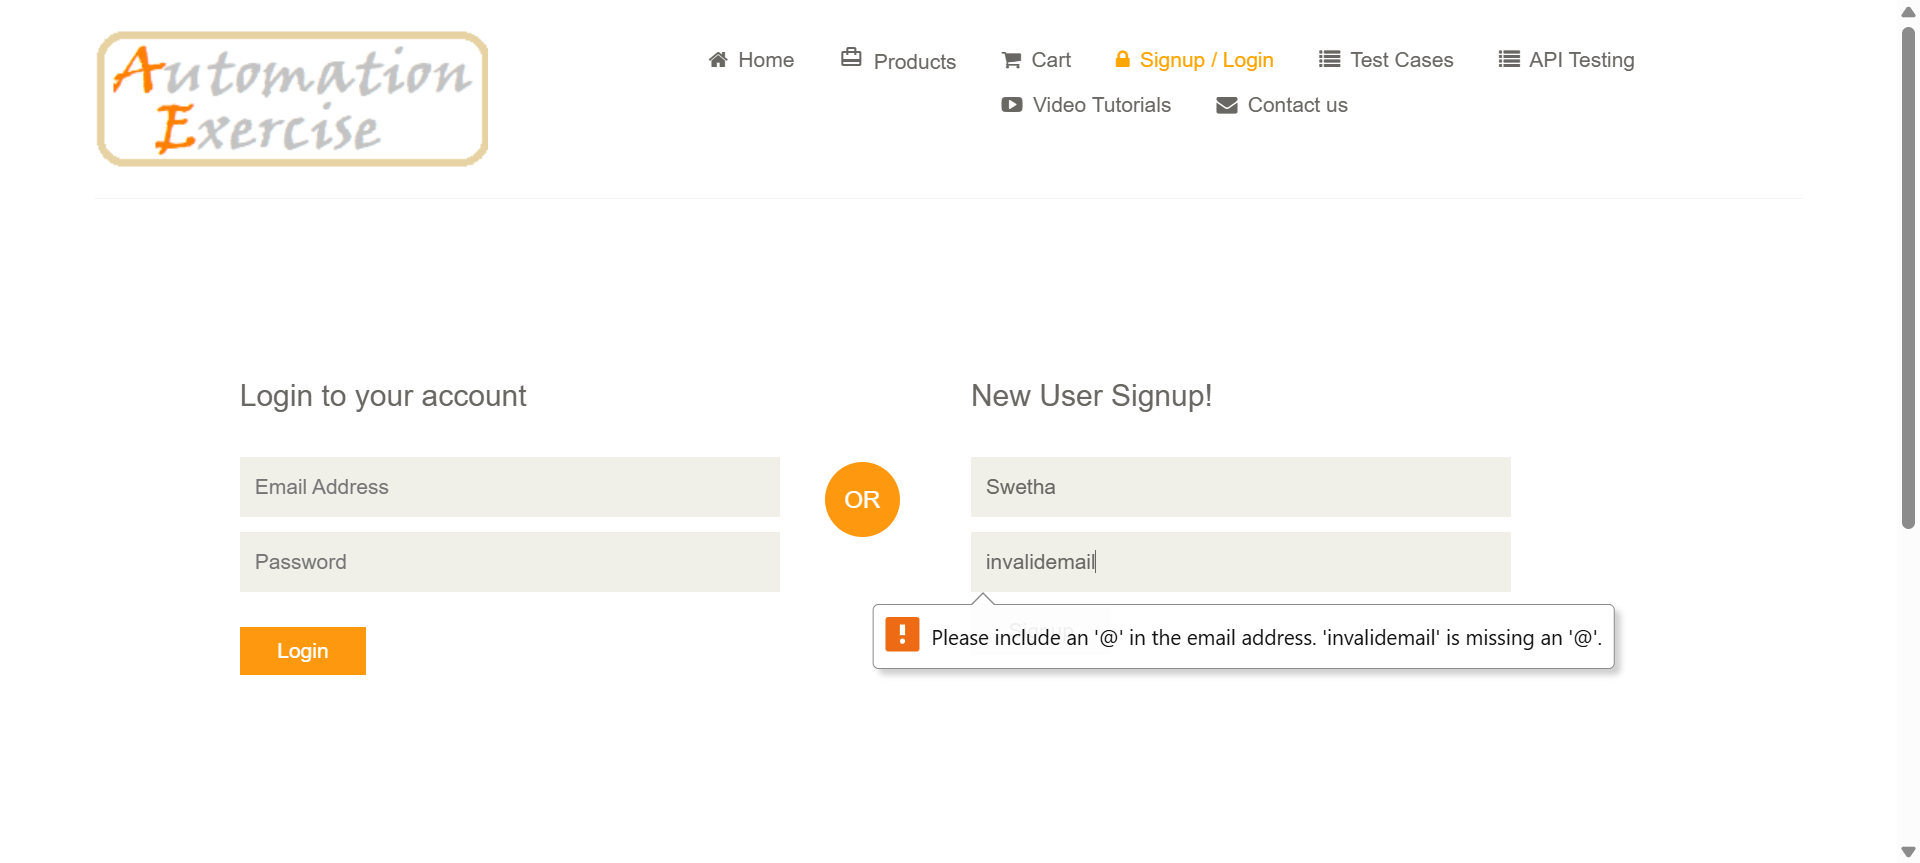 Automation
Exercise
Home
Products
Cart
Signup / Login
Test Cases
API Testing
Video Tutorials
Contact us
Login to your account
New User Signup!
Email Address
Swetha
OR
Password
invalidemail
Please include an '@' in the email address. 'invalidemail' is missing an '@'.
Login